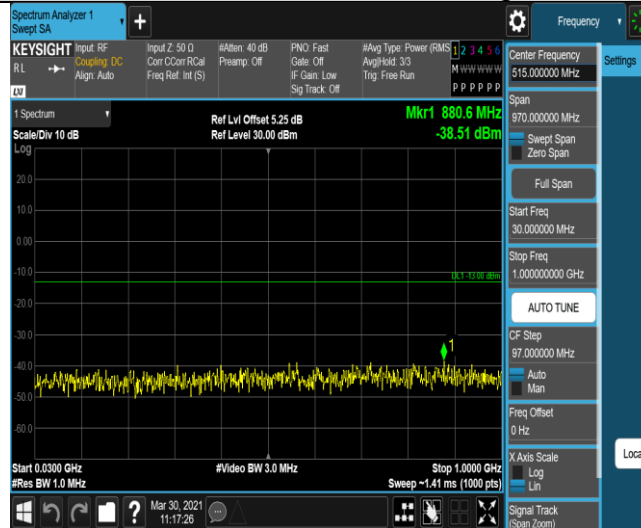 Spectrum Analyzer 1
Swept SA
+
Frequency
KEYSIGHT
RL
LXI
Input: RF
Coupling: DC
Align: Auto
Input Z: 50 Ω
Corr CCorr RCal
Freq Ref: Int (S)
#Atten: 40 dB
Preamp: Off
PNO: Fast
Gate: Off
IF Gain: Low
Sig Track: Off
#Avg Type: Power (RMS
Avg|Hold: 3/3
Trig: Free Run
1 2 3 4 5 6
M W W W W W
P P P P P P
1 Spectrum
Scale/Div 10 dB
Log
Ref Lvl Offset 5.25 dB
Ref Level 30.00 dBm
Mkr1 880.6 MHz
-38.51 dBm
20.0
10.0
0.00
-10.0
-20.0
-30.0
-40.0
-50.0
-60.0
DL1 -13.00 dBm
1
Start 0.0300 GHz
#Res BW 1.0 MHz
#Video BW 3.0 MHz
Stop 1.0000 GHz
Sweep ~1.41 ms (1000 pts)
?
Mar 30, 2021
11:17:26
Center Frequency
515.000000 MHz
Settings
Span
970.000000 MHz
Swept Span
Zero Span
Full Span
Start Freq
30.000000 MHz
Stop Freq
1.000000000 GHz
AUTO TUNE
CF Step
97.000000 MHz
Auto
Man
Freq Offset
0 Hz
X Axis Scale
Log
Lin
Loca
Signal Track
(Span Zoom)